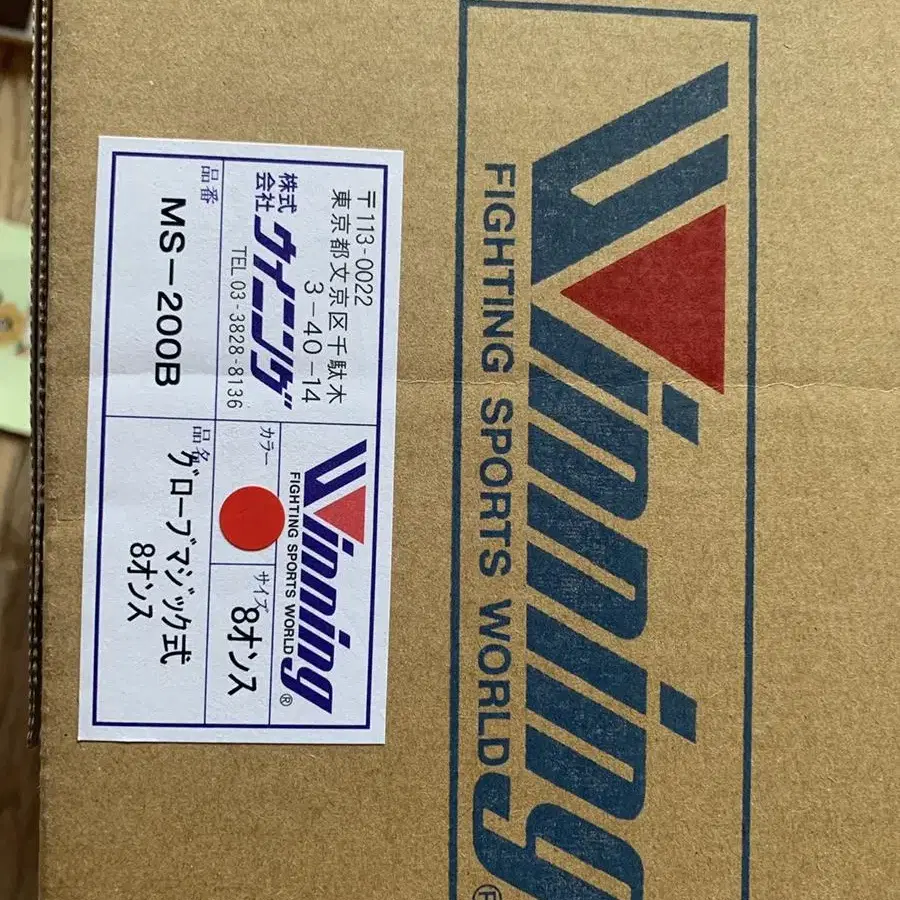 〒113-0022
東京都文京区千駄木
3-40-14
株式会社 ウイニング
TEL 03-3828-8136
Winning
FIGHTING SPORTS WORLD
®
品番
MS-200B
カラー
サイズ
8オンス
品名
グローブマジック式
8オンス
Winning
FIGHTING SPORTS WORLD
®